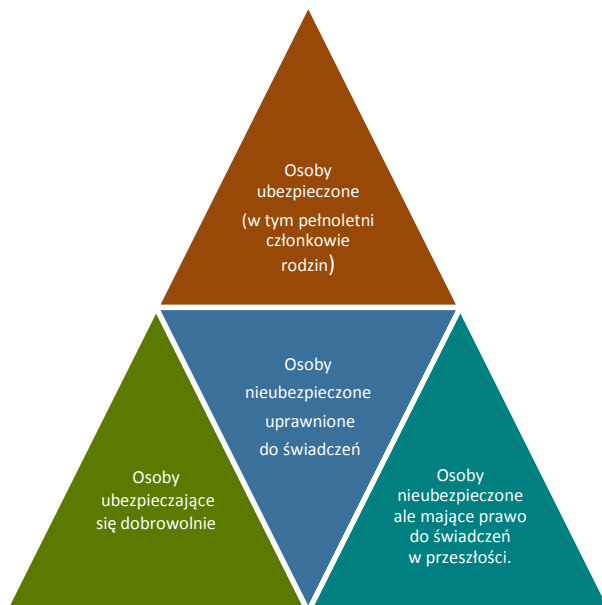 Osoby
ubezpieczone
(w tym pełnoletni
członkowie
rodzin)
Osoby
nieubezpieczone
uprawnione
do świadczeń
Osoby
ubezpieczające
się dobrowolnie
Osoby
nieubezpieczone
ale mające prawo
do świadczeń
w przeszłości.